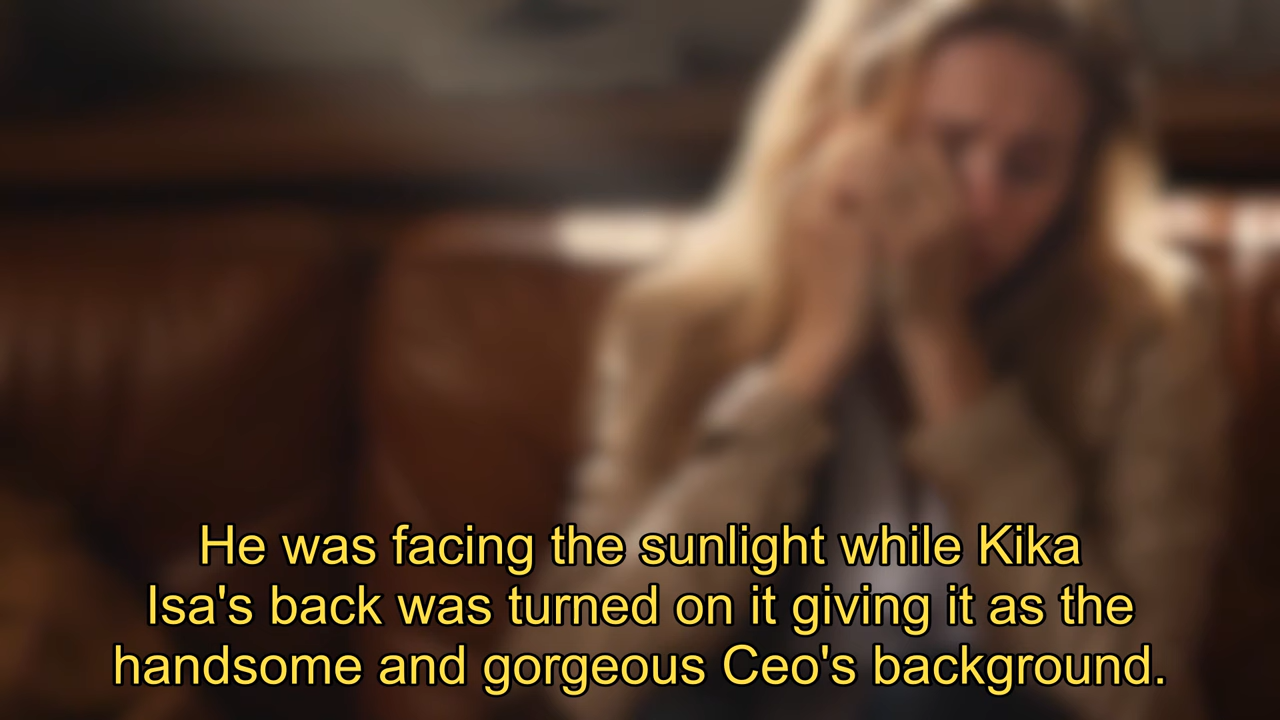 He was facing the sunlight while Kika
Isa's back was turned on it giving it as the
handsome and gorgeous Ceo's background.